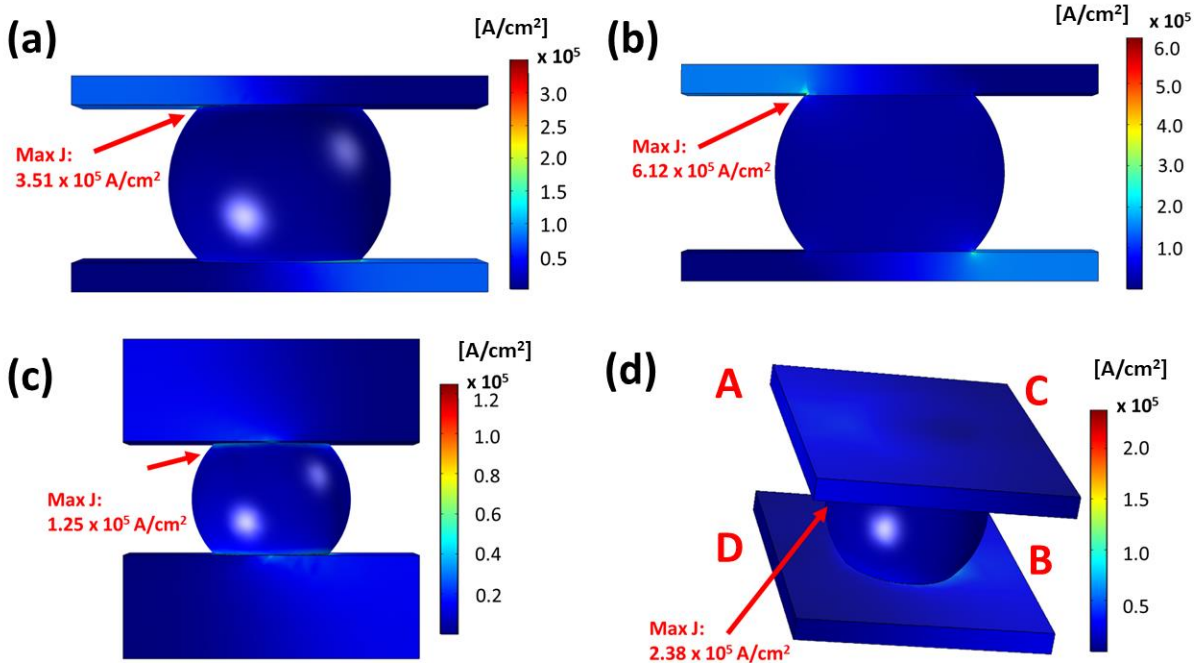 (a)
[A/cm²]
x 10⁵
3.0
2.5
2.0
1.5
1.0
0.5
Max J:
3.51 x 10⁵ A/cm²
(b)
[A/cm²]
x 10⁵
6.0
5.0
4.0
3.0
2.0
1.0
Max J:
6.12 x 10⁵ A/cm²
(c)
[A/cm²]
x 10⁵
1.2
1.0
0.8
0.6
0.4
0.2
Max J:
1.25 x 10⁵ A/cm²
(d)
[A/cm²]
x 10⁵
2.0
1.5
1.0
0.5
A
C
D
B
Max J:
2.38 x 10⁵ A/cm²